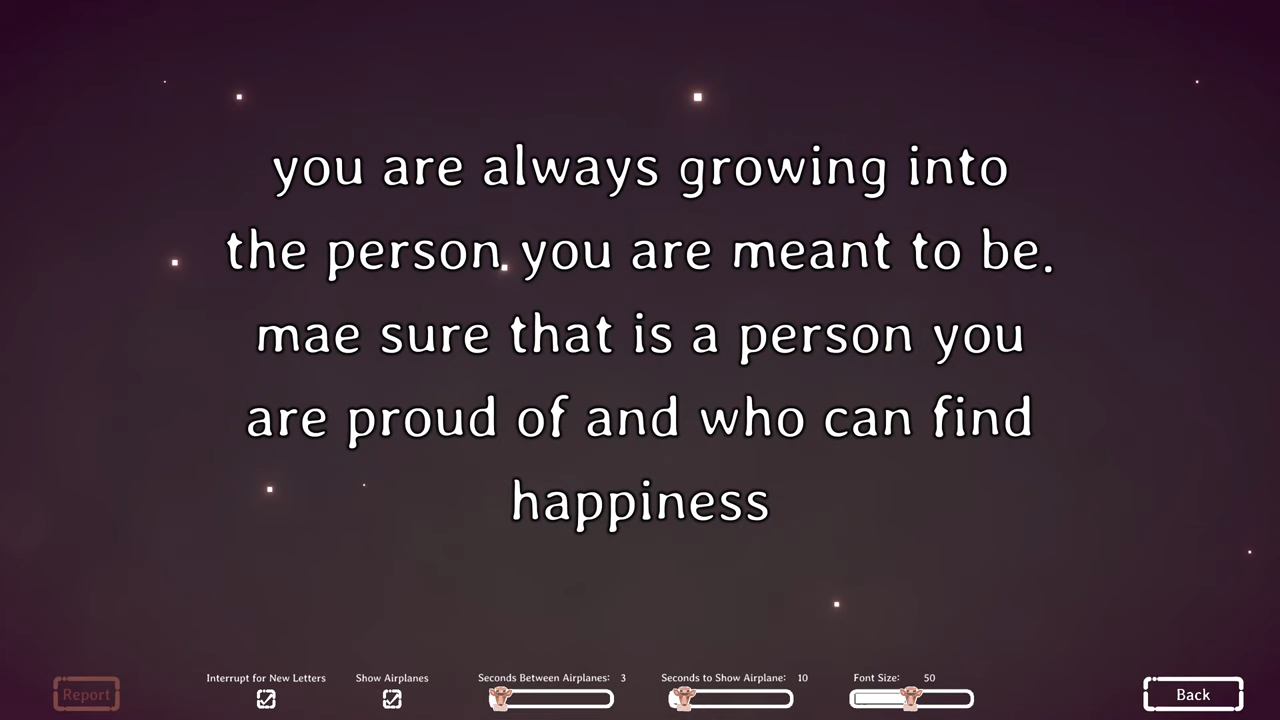 you are always growing into
the person you are meant to be.
mae sure that is a person you
are proud of and who can find
happiness
Report
Interrupt for New Letters
Show Airplanes
Seconds Between Airplanes: 3
Seconds to Show Airplane: 10
Font Size: 50
Back